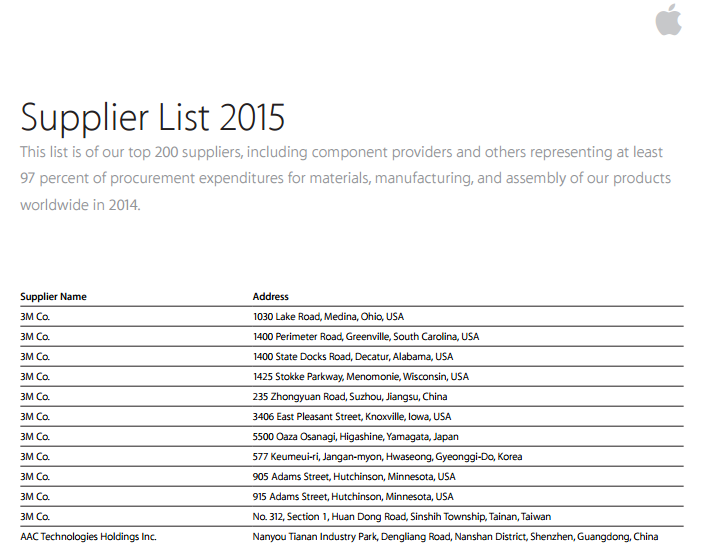 Supplier List 2015
This list is of our top 200 suppliers, including component providers and others representing at least
97 percent of procurement expenditures for materials, manufacturing, and assembly of our products
worldwide in 2014.
Supplier Name Address
3M Co. 1030 Lake Road, Medina, Ohio, USA
3M Co. 1400 Perimeter Road, Greenville, South Carolina, USA
3M Co. 1400 State Docks Road, Decatur, Alabama, USA
3M Co. 1425 Stokke Parkway, Menomonie, Wisconsin, USA
3M Co. 235 Zhongyuan Road, Suzhou, Jiangsu, China
3M Co. 3406 East Pleasant Street, Knoxville, Iowa, USA
3M Co. 5500 Oaza Osanagi, Higashine, Yamagata, Japan
3M Co. 577 Keumeui-ri, Jangan-myon, Hwaseong, Gyeonggi-Do, Korea
3M Co. 905 Adams Street, Hutchinson, Minnesota, USA
3M Co. 915 Adams Street, Hutchinson, Minnesota, USA
3M Co. No. 312, Section 1, Huan Dong Road, Sinshih Township, Tainan, Taiwan
AAC Technologies Holdings Inc. Nanyou Tianan Industry Park, Dengliang Road, Nanshan District, Shenzhen, Guangdong, China